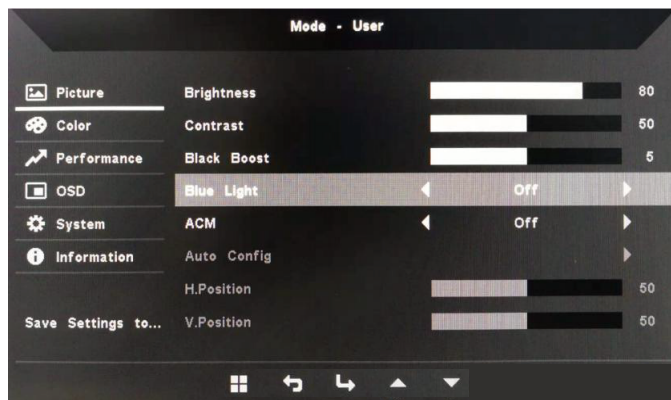 Mode - User
Picture
Brightness 80
Color
Contrast 50
Performance
Black Boost 5
OSD
Blue Light Off
System
ACM Off
Information
Auto Config
H.Position 50
Save Settings to...
V.Position 50